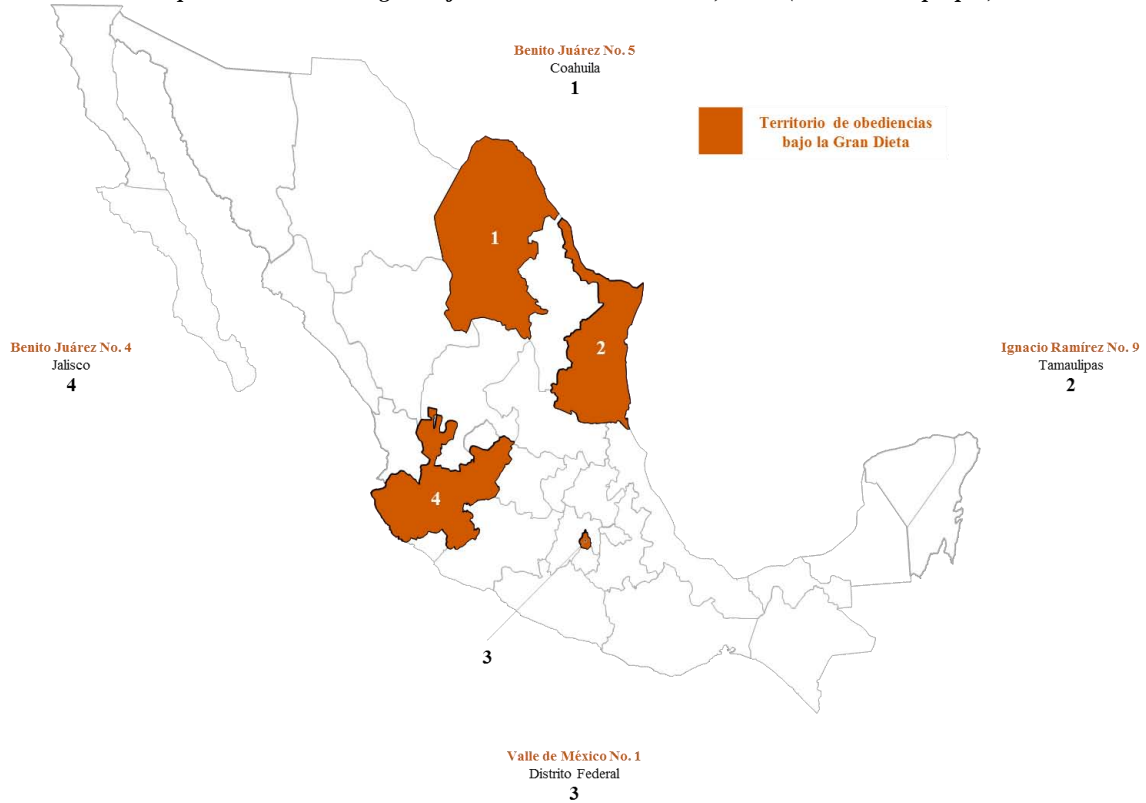 Benito Juárez No. 5
Coahuila
1
Territorio de obediencias
bajo la Gran Dieta
1
2
Benito Juárez No. 4
Jalisco
4
Ignacio Ramírez No. 9
Tamaulipas
2
4
3
Valle de México No. 1
Distrito Federal
3